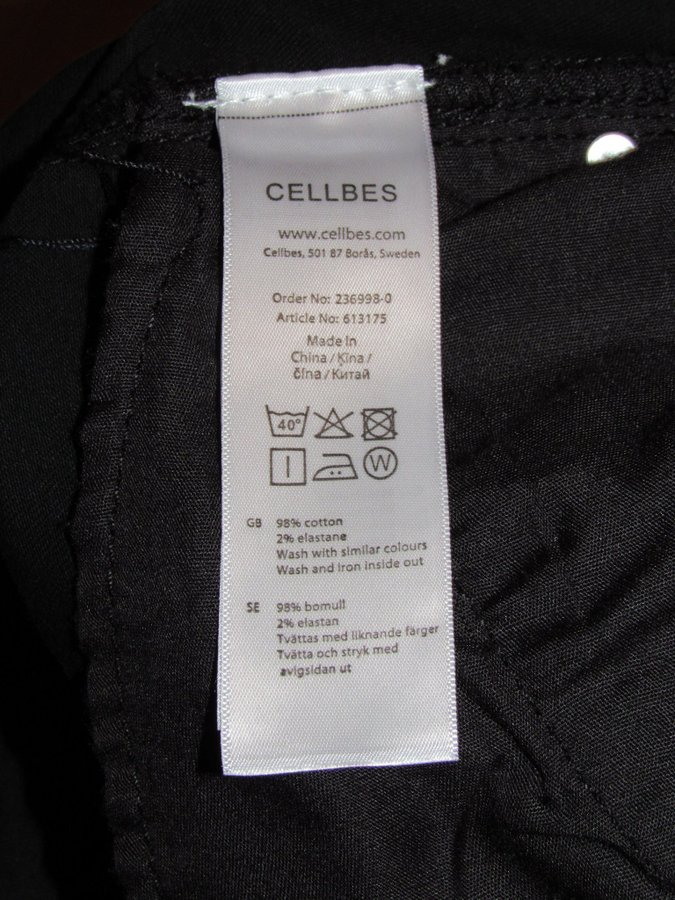 CELLBES
www.cellbes.com
Cellbes, 501 87 Borås, Sweden
Order No: 236998-0
Article No: 613175
Made in
China / Ķīna /
čína / Китай
40°
W
GB 98% cotton
2% elastane
Wash with similar colours
Wash and iron inside out
SE 98% bomull
2% elastan
Tvättas med liknande färger
Tvätta och stryk med
avigsidan ut